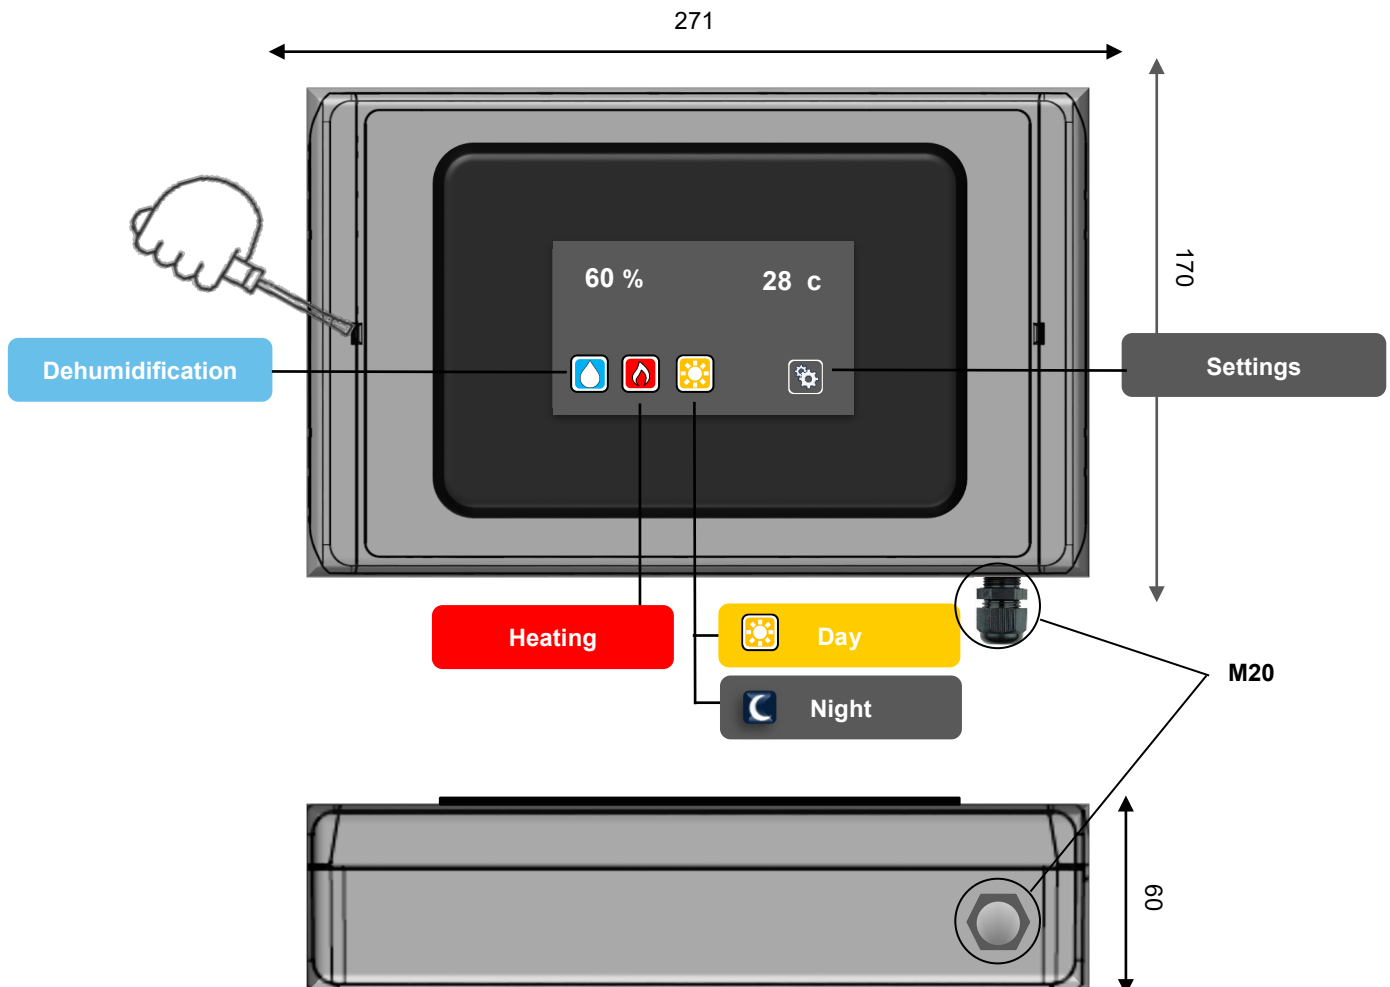 271
170
60 %
28 c
Dehumidification
Settings
Heating
Day
Night
M20
60